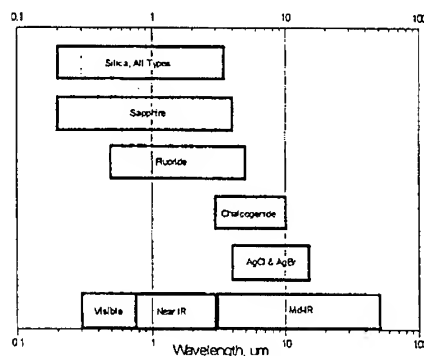 0.1 1 10 100
Silica, All Types
Sapphire
Fluoride
Chalcogenide
AgCl & AgBr
Visible Near IR Mid-IR
0.1 1 10 100
Wavelength, um